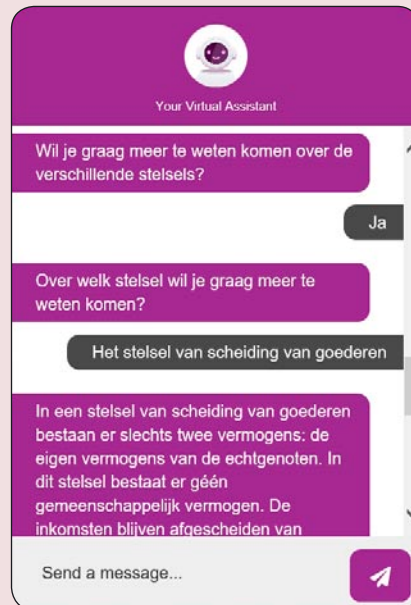 Your Virtual Assistant
Wil je graag meer te weten komen over de
verschillende stelsels?
Ja
Over welk stelsel wil je graag meer te
weten komen?
Het stelsel van scheiding van goederen
In een stelsel van scheiding van goederen
bestaan er slechts twee vermogens: de
eigen vermogens van de echtgenoten. In
dit stelsel bestaat er géén
gemeenschappelijk vermogen. De
inkomsten blijven afgescheiden van
Send a message...